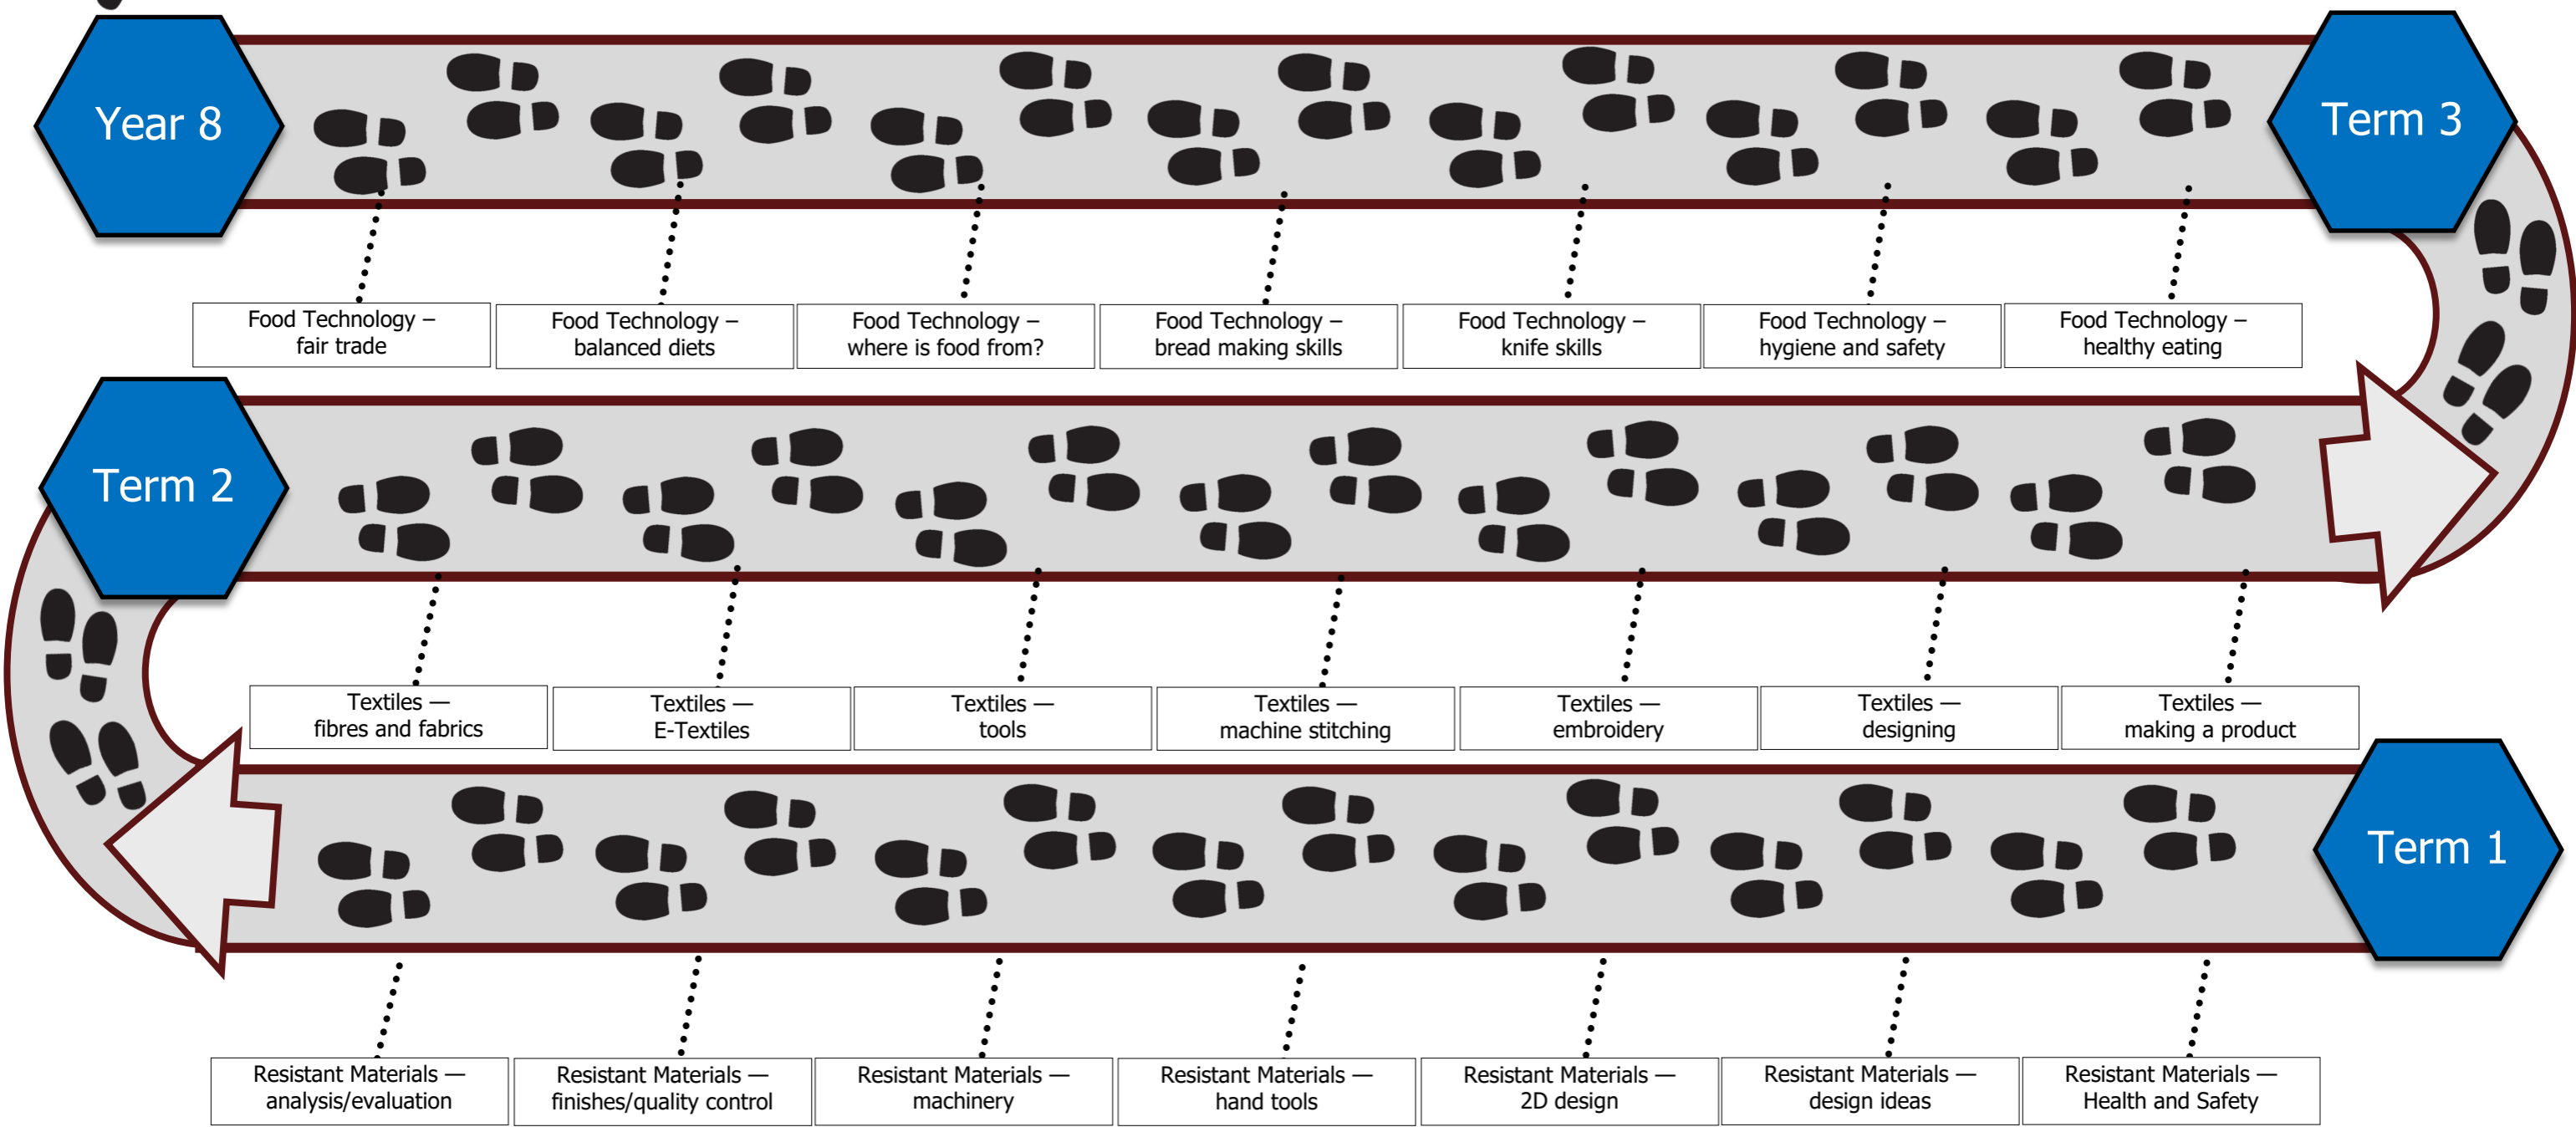 Year 8
Term 3
Food Technology –
fair trade
Food Technology –
balanced diets
Food Technology –
where is food from?
Food Technology –
bread making skills
Food Technology –
knife skills
Food Technology –
hygiene and safety
Food Technology –
healthy eating
Term 2
Textiles —
fibres and fabrics
Textiles —
E-Textiles
Textiles —
tools
Textiles —
machine stitching
Textiles —
embroidery
Textiles —
designing
Textiles —
making a product
Term 1
Resistant Materials —
analysis/evaluation
Resistant Materials —
finishes/quality control
Resistant Materials —
machinery
Resistant Materials —
hand tools
Resistant Materials —
2D design
Resistant Materials —
design ideas
Resistant Materials —
Health and Safety